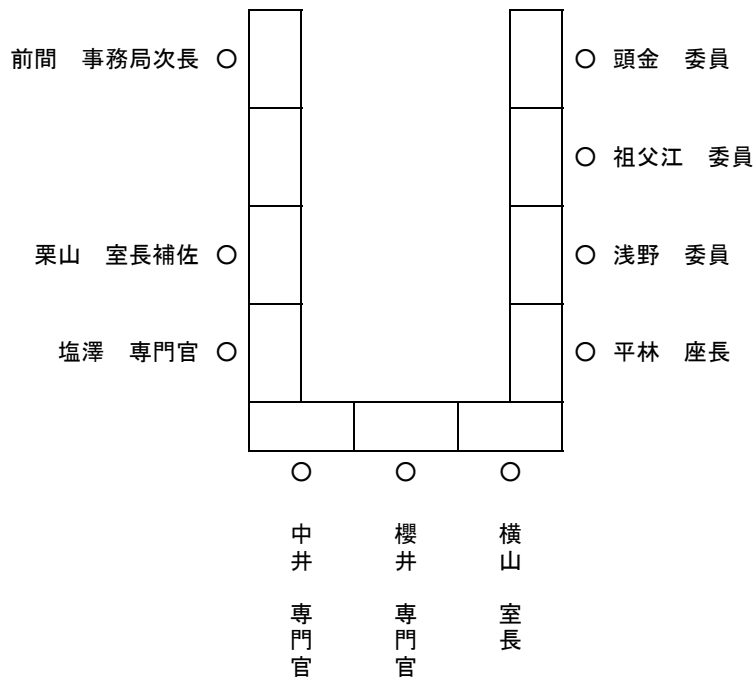 前間　事務局次長 ○
○ 頭金　委員
○ 祖父江　委員
栗山　室長補佐 ○
○ 浅野　委員
塩澤　専門官 ○
○ 平林　座長
○ ○ ○
中井　専門官
櫻井　専門官
横山　室長